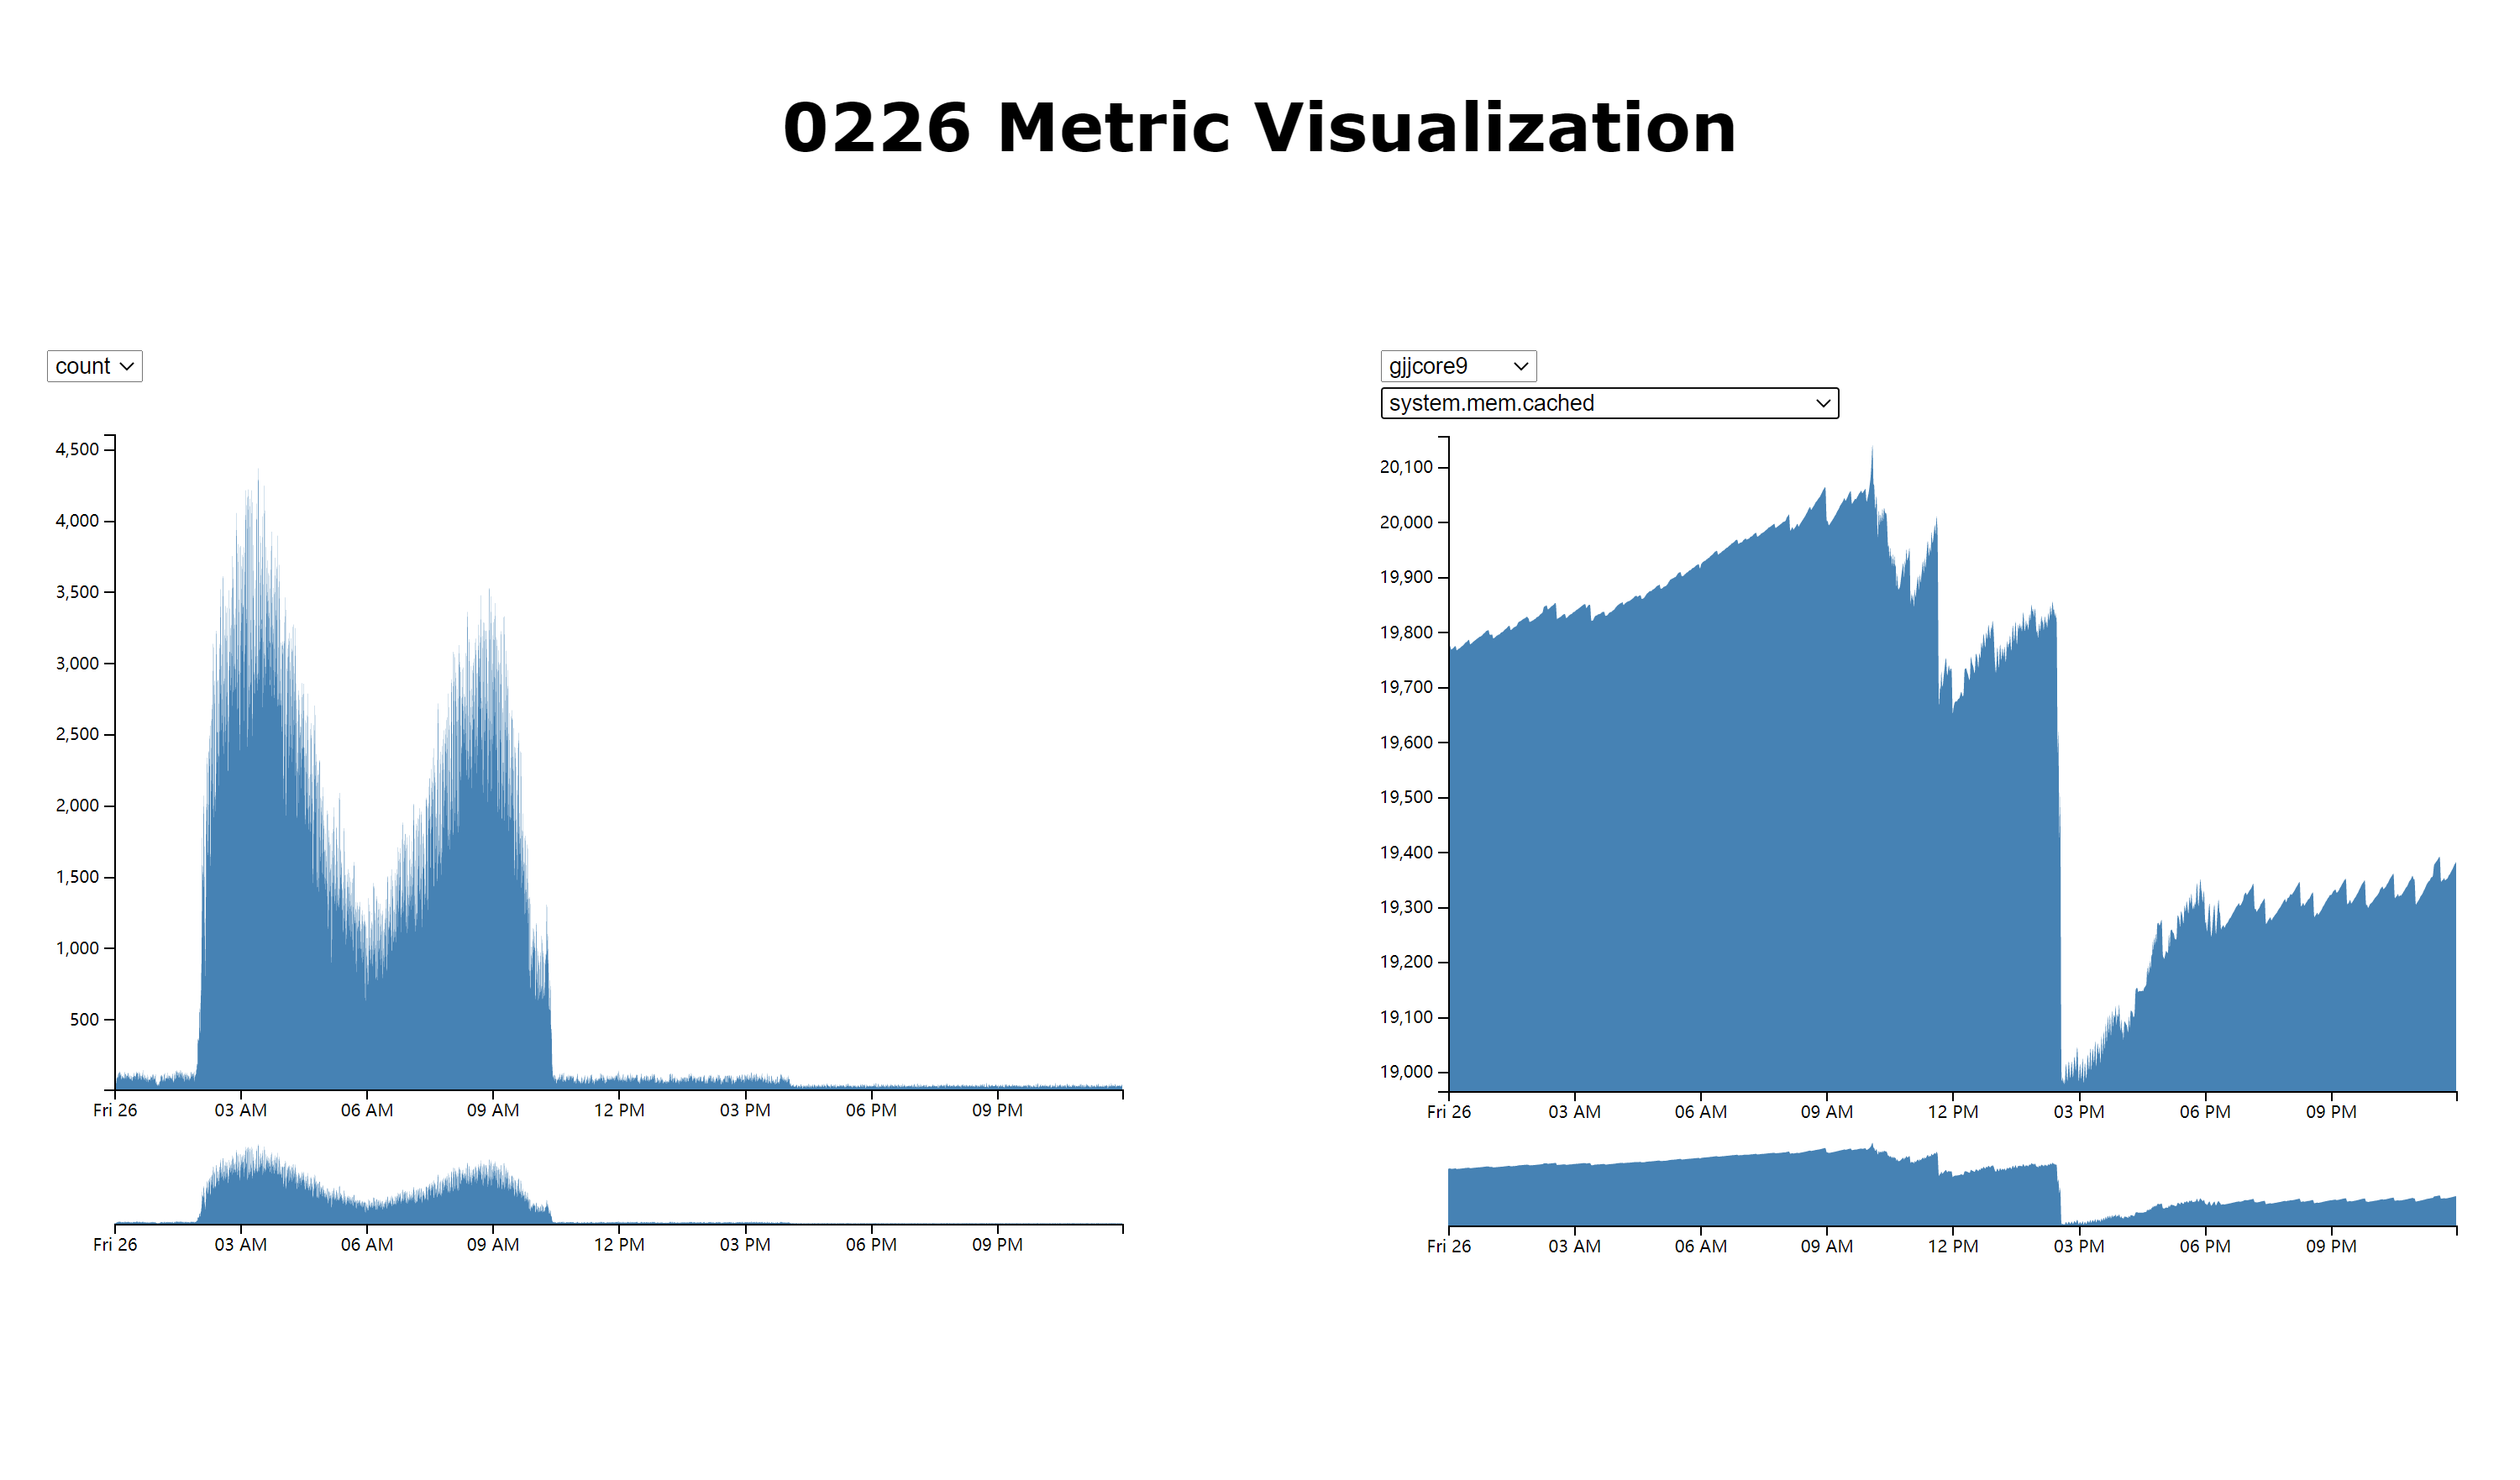 0226 Metric Visualization
count
4,500
4,000
3,500
3,000
2,500
2,000
1,500
1,000
500
Fri 26 03 AM 06 AM 09 AM 12 PM 03 PM 06 PM 09 PM
Fri 26 03 AM 06 AM 09 AM 12 PM 03 PM 06 PM 09 PM
gjjcore9
system.mem.cached
20,100
20,000
19,900
19,800
19,700
19,600
19,500
19,400
19,300
19,200
19,100
19,000
Fri 26 03 AM 06 AM 09 AM 12 PM 03 PM 06 PM 09 PM
Fri 26 03 AM 06 AM 09 AM 12 PM 03 PM 06 PM 09 PM